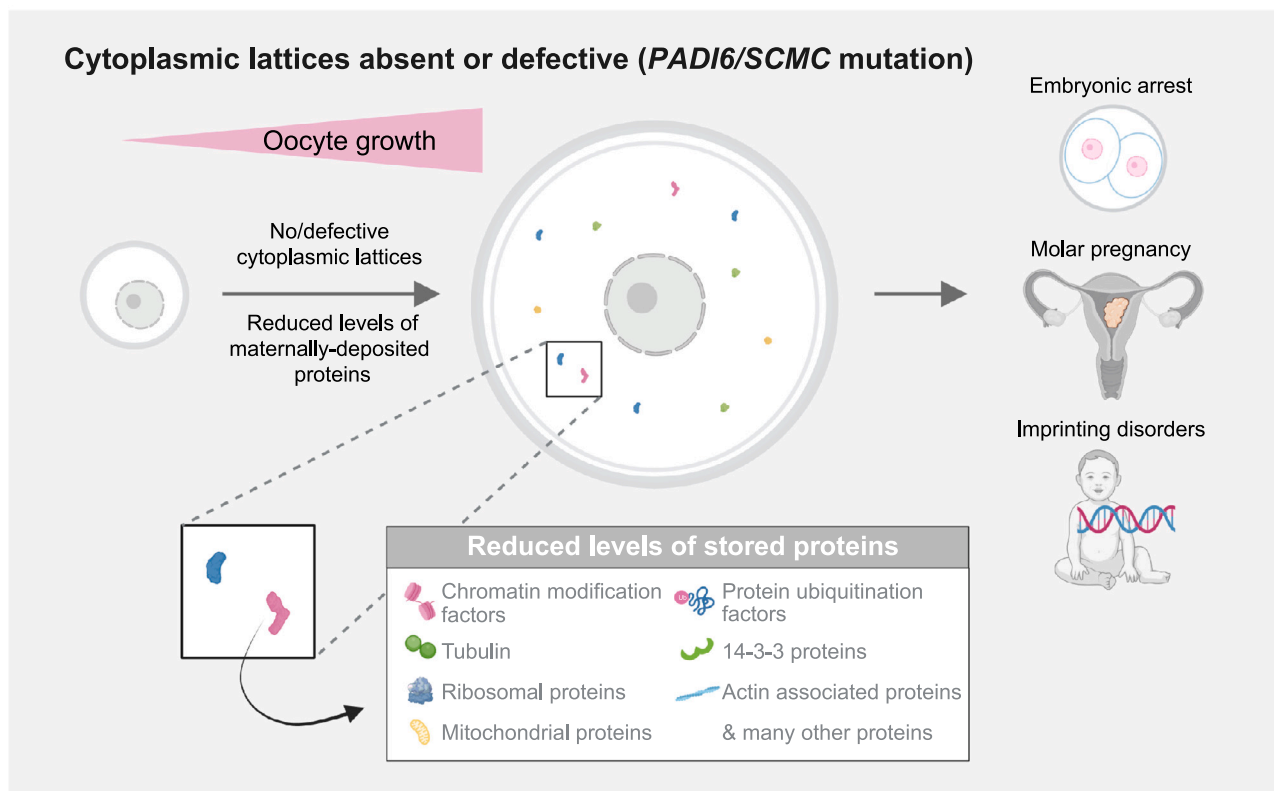 Cytoplasmic lattices absent or defective (PADI6/SCMC mutation)
Oocyte growth
No/defective
cytoplasmic lattices
Reduced levels of
maternally-deposited
proteins
Embryonic arrest
Molar pregnancy
Imprinting disorders
Reduced levels of stored proteins
Chromatin modification
factors
Tubulin
Ribosomal proteins
Mitochondrial proteins
Ub
Protein ubiquitination
factors
14-3-3 proteins
Actin associated proteins
& many other proteins